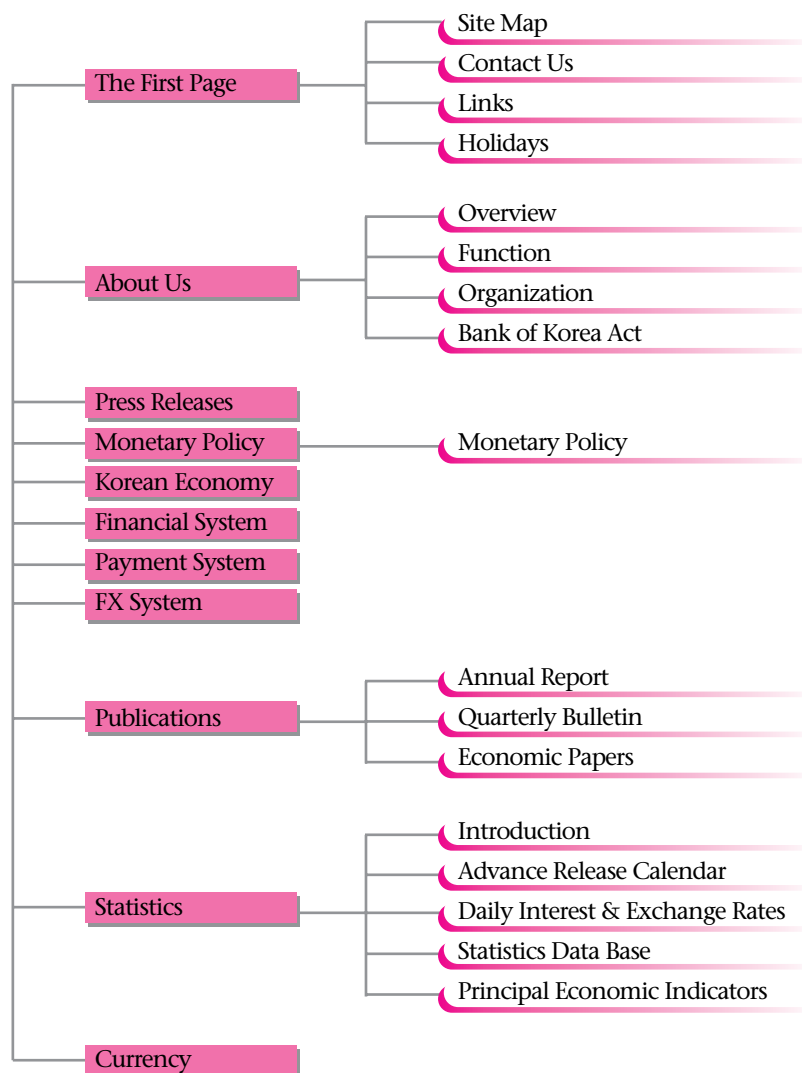 The First Page
Site Map
Contact Us
Links
Holidays
About Us
Overview
Function
Organization
Bank of Korea Act
Press Releases
Monetary Policy
Monetary Policy
Korean Economy
Financial System
Payment System
FX System
Publications
Annual Report
Quarterly Bulletin
Economic Papers
Statistics
Introduction
Advance Release Calendar
Daily Interest & Exchange Rates
Statistics Data Base
Principal Economic Indicators
Currency